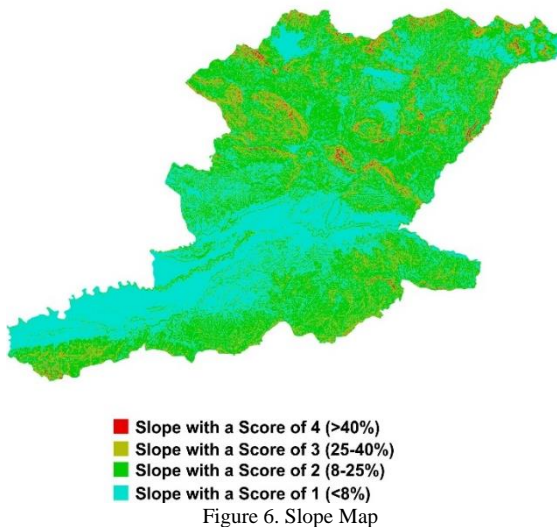 Slope with a Score of 4 (>40%)
Slope with a Score of 3 (25-40%)
Slope with a Score of 2 (8-25%)
Slope with a Score of 1 (<8%)
Figure 6. Slope Map